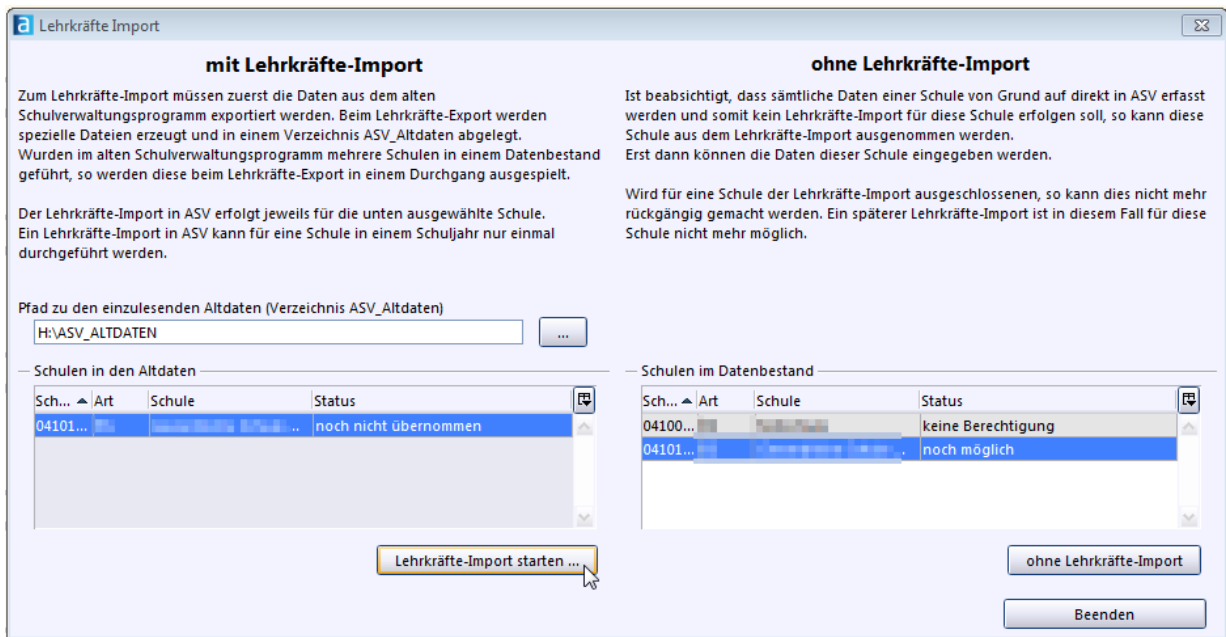 Lehrkräfte Import
mit Lehrkräfte-Import
Zum Lehrkräfte-Import müssen zuerst die Daten aus dem alten
Schulverwaltungsprogramm exportiert werden. Beim Lehrkräfte-Export werden
spezielle Dateien erzeugt und in einem Verzeichnis ASV_Altdaten abgelegt.
Wurden im alten Schulverwaltungsprogramm mehrere Schulen in einem Datenbestand
geführt, so werden diese beim Lehrkräfte-Export in einem Durchgang ausgespielt.
Der Lehrkräfte-Import in ASV erfolgt jeweils für die unten ausgewählte Schule.
Ein Lehrkräfte-Import in ASV kann für eine Schule in einem Schuljahr nur einmal
durchgeführt werden.
Pfad zu den einzulesenden Altdaten (Verzeichnis ASV_Altdaten)
H:\ASV_ALTDATEN
...
Schulen in den Altdaten
Sch... Art Schule Status
04101... ... noch nicht übernommen
Lehrkräfte-Import starten ...
ohne Lehrkräfte-Import
Ist beabsichtigt, dass sämtliche Daten einer Schule von Grund auf direkt in ASV erfasst
werden und somit kein Lehrkräfte-Import für diese Schule erfolgen soll, so kann diese
Schule aus dem Lehrkräfte-Import ausgenommen werden.
Erst dann können die Daten dieser Schule eingegeben werden.
Wird für eine Schule der Lehrkräfte-Import ausgeschlossenen, so kann dies nicht mehr
rückgängig gemacht werden. Ein späterer Lehrkräfte-Import ist in diesem Fall für diese
Schule nicht mehr möglich.
Schulen im Datenbestand
Sch... Art Schule Status
04100... keine Berechtigung
04101... ... noch möglich
ohne Lehrkräfte-Import
Beenden